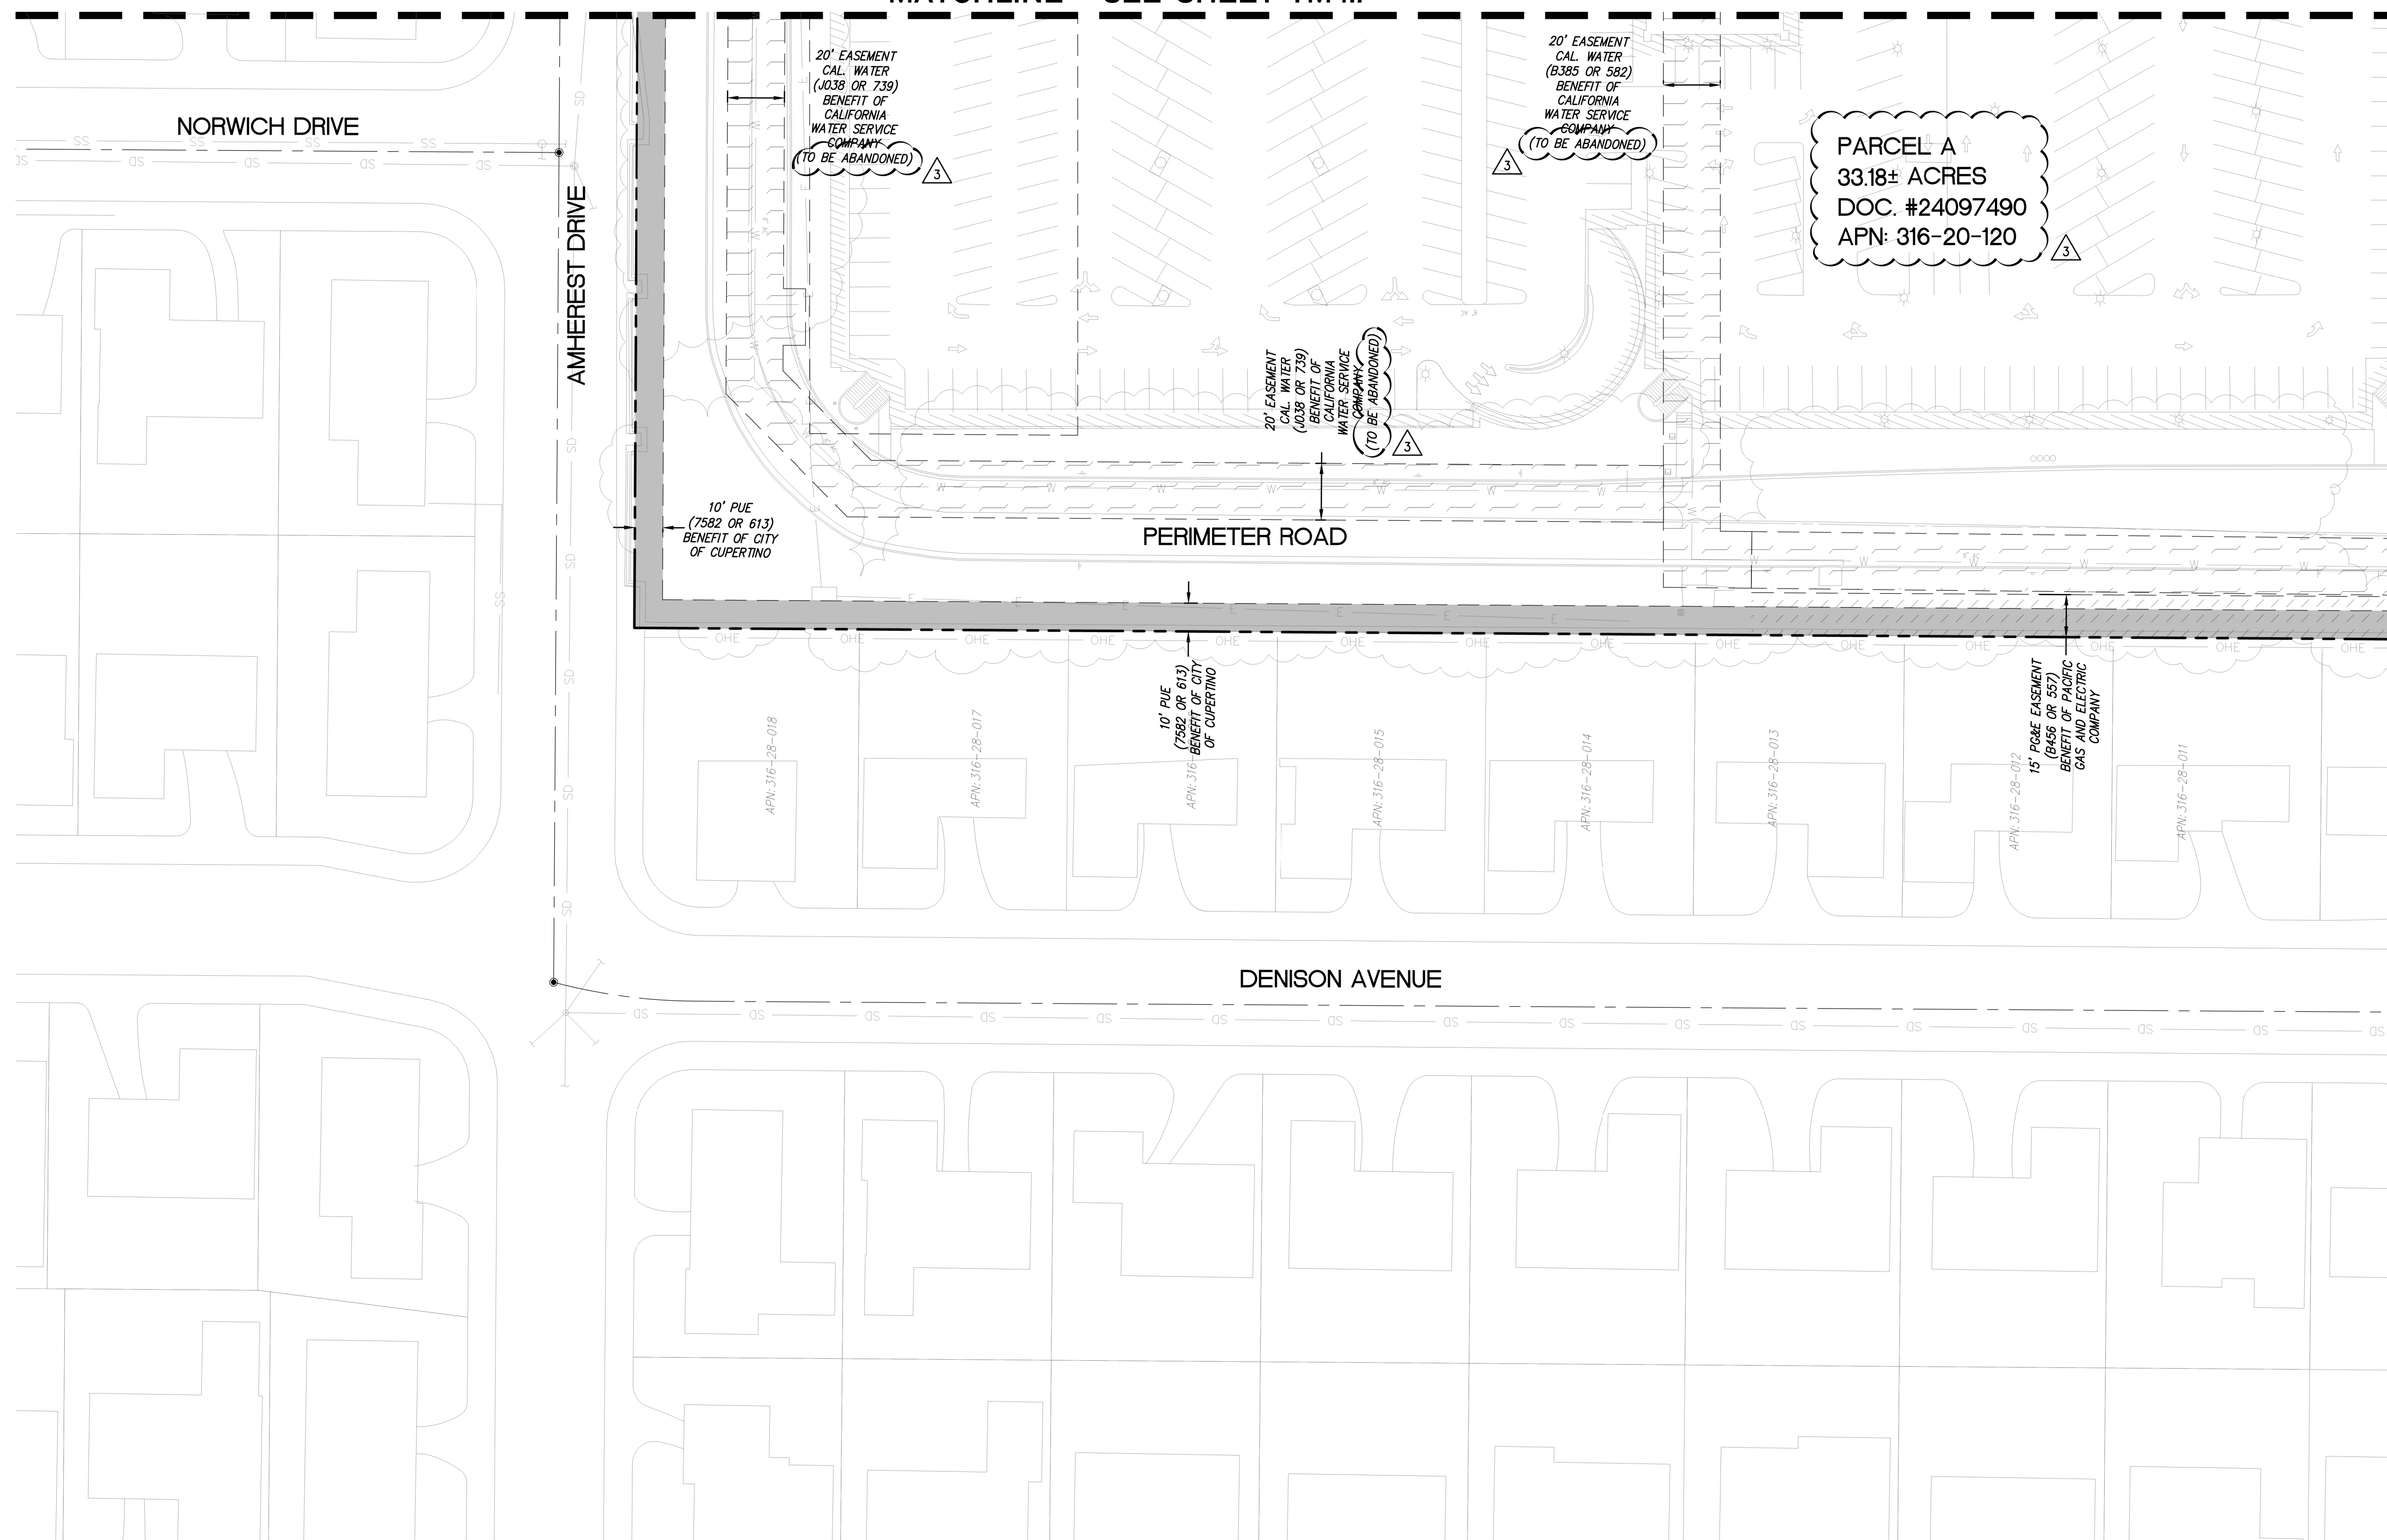 NORWICH DRIVE
AMHEREST DRIVE
20' EASEMENT
CAL. WATER
(J038 OR 739)
BENEFIT OF
CALIFORNIA
WATER SERVICE
COMPANY
(TO BE ABANDONED)
3
20' EASEMENT
CAL. WATER
(B385 OR 582)
BENEFIT OF
CALIFORNIA
WATER SERVICE
COMPANY
(TO BE ABANDONED)
3
PARCEL A
33.18± ACRES
DOC. #24097490
APN: 316-20-120
3
20' EASEMENT
CAL. WATER
(J038 OR 739)
BENEFIT OF
CALIFORNIA
WATER SERVICE
COMPANY
(TO BE ABANDONED)
3
10' PUE
(7582 OR 613)
BENEFIT OF CITY
OF CUPERTINO
PERIMETER ROAD
10' PUE
(7582 OR 613)
BENEFIT OF CITY
OF CUPERTINO
15' PG&E EASEMENT
(B456 OR 557)
BENEFIT OF PACIFIC
GAS AND ELECTRIC
COMPANY
APN: 316-28-018
APN: 316-28-017
APN: 316-
APN: 316-28-015
APN: 316-28-014
APN: 316-28-013
APN: 316-28-012
APN: 316-28-011
DENISON AVENUE